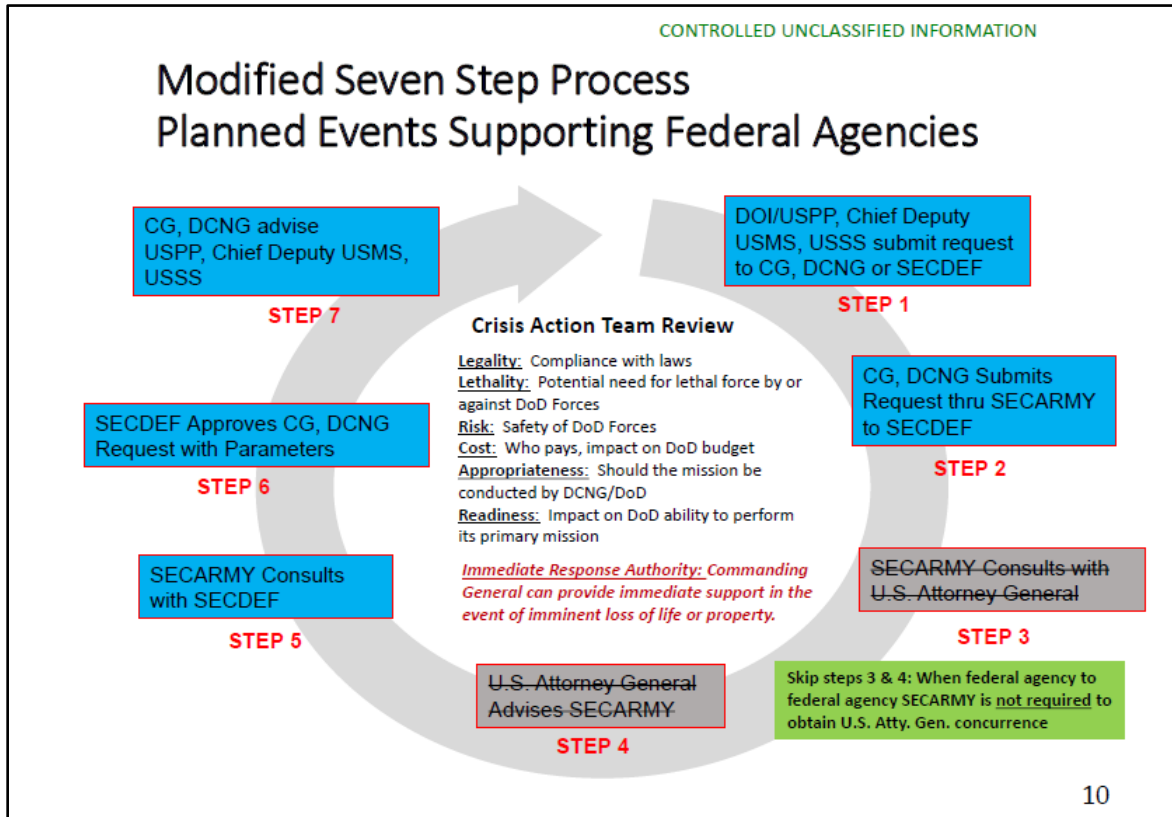 CONTROLLED UNCLASSIFIED INFORMATION
Modified Seven Step Process
Planned Events Supporting Federal Agencies
DOI/USPP, Chief Deputy
USMS, USSS submit request
to CG, DCNG or SECDEF
STEP 1
CG, DCNG Submits
Request thru SECARMY
to SECDEF
STEP 2
SECARMY Consults with
U.S. Attorney General
STEP 3
Skip steps 3 & 4: When federal agency to
federal agency SECARMY is not required to
obtain U.S. Atty. Gen. concurrence
U.S. Attorney General
Advises SECARMY
STEP 4
SECARMY Consults
with SECDEF
STEP 5
SECDEF Approves CG, DCNG
Request with Parameters
STEP 6
CG, DCNG advise
USPP, Chief Deputy USMS,
USSS
STEP 7
Crisis Action Team Review
Legality: Compliance with laws
Lethality: Potential need for lethal force by or
against DoD Forces
Risk: Safety of DoD Forces
Cost: Who pays, impact on DoD budget
Appropriateness: Should the mission be
conducted by DCNG/DoD
Readiness: Impact on DoD ability to perform
its primary mission
Immediate Response Authority: Commanding
General can provide immediate support in the
event of imminent loss of life or property.
10